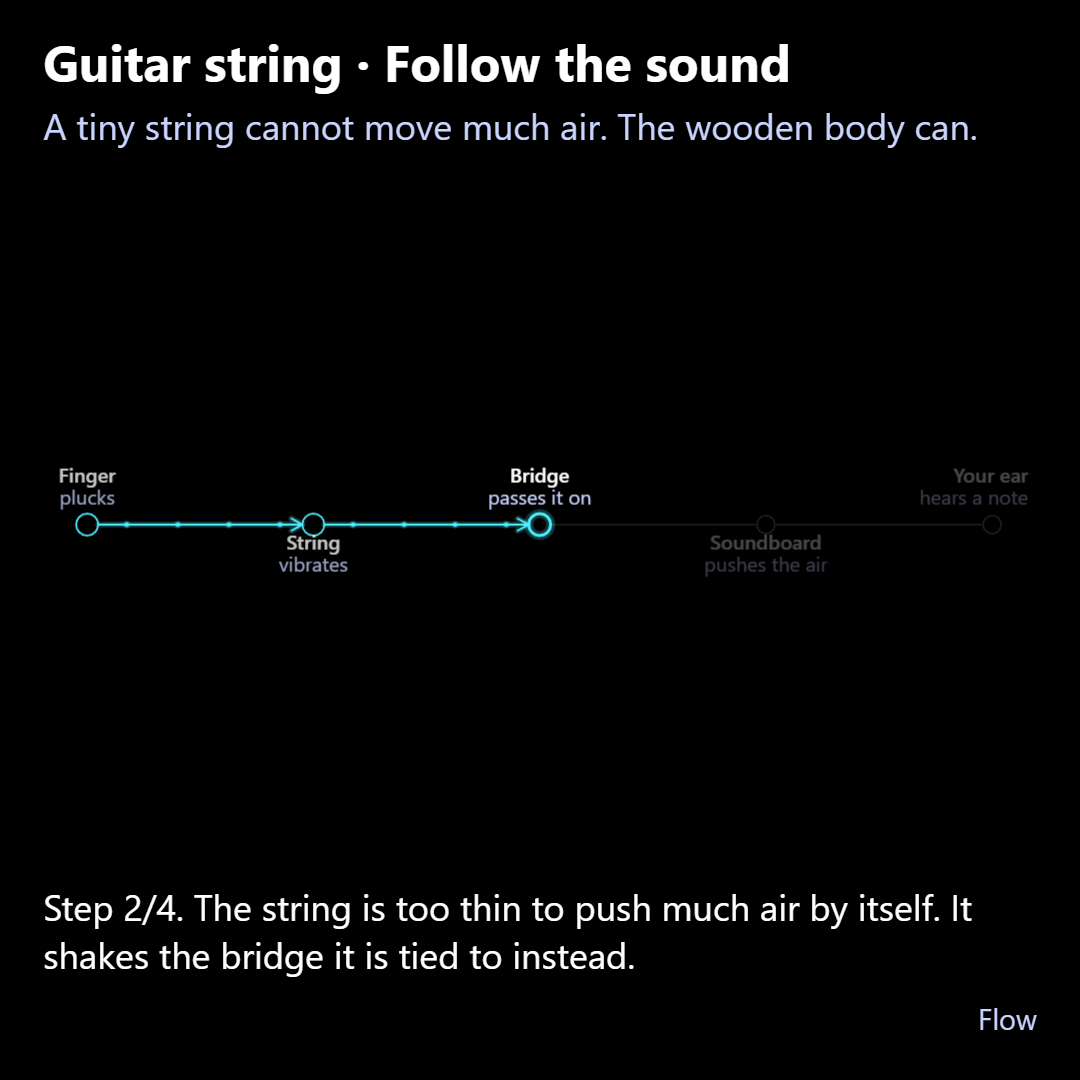 Guitar string · Follow the sound
A tiny string cannot move much air. The wooden body can.
Finger
plucks
String
vibrates
Bridge
passes it on
Soundboard
pushes the air
Your ear
hears a note
Step 2/4. The string is too thin to push much air by itself. It
shakes the bridge it is tied to instead.
Flow